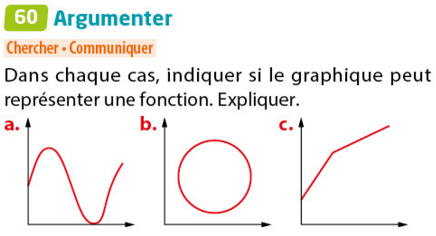 60 Argumenter
Chercher • Communiquer
Dans chaque cas, indiquer si le graphique peut
représenter une fonction. Expliquer.
a. b. c.